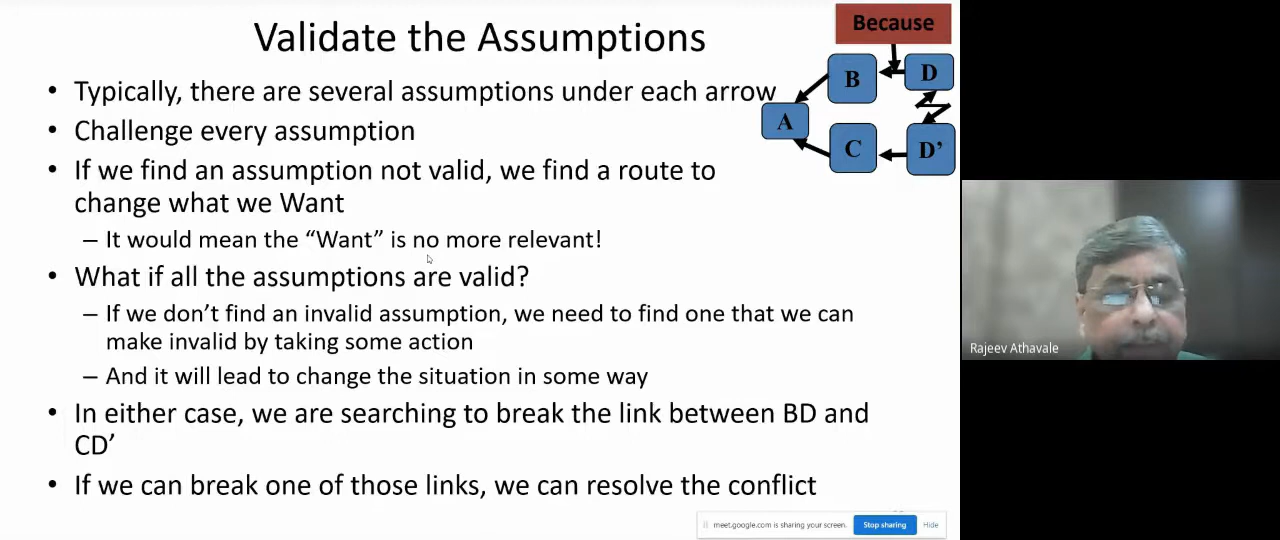 Validate the Assumptions
Because
B
D
A
C
D'
• Typically, there are several assumptions under each arrow
• Challenge every assumption
• If we find an assumption not valid, we find a route to
change what we Want
– It would mean the “Want” is no more relevant!
• What if all the assumptions are valid?
– If we don’t find an invalid assumption, we need to find one that we can
make invalid by taking some action
– And it will lead to change the situation in some way
• In either case, we are searching to break the link between BD and
CD’
• If we can break one of those links, we can resolve the conflict
Rajeev Athavale
meet.google.com is sharing your screen.
Stop sharing
Hide